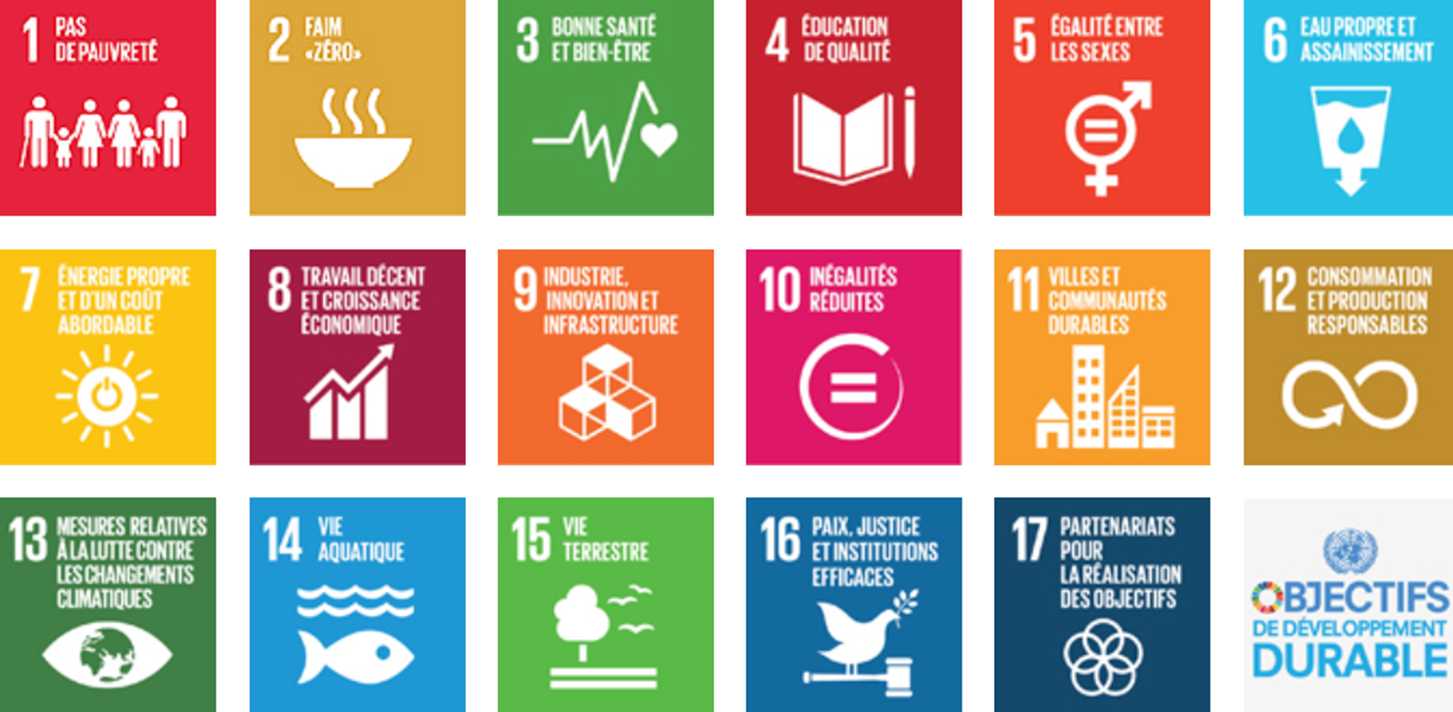 1 PAS
DE PAUVRETÉ
2 FAIM
«ZÉRO»
3 BONNE SANTÉ
ET BIEN-ÊTRE
4 ÉDUCATION
DE QUALITÉ
5 ÉGALITÉ ENTRE
LES SEXES
6 EAU PROPRE ET
ASSAINISSEMENT
7 ÉNERGIE PROPRE
ET D'UN COÛT
ABORDABLE
8 TRAVAIL DÉCENT
ET CROISSANCE
ÉCONOMIQUE
9 INDUSTRIE,
INNOVATION ET
INFRASTRUCTURE
10 INÉGALITÉS
RÉDUITES
11 VILLES ET
COMMUNAUTÉS
DURABLES
12 CONSOMMATION
ET PRODUCTION
RESPONSABLES
13 MESURES RELATIVES
À LA LUTTE CONTRE
LES CHANGEMENTS
CLIMATIQUES
14 VIE
AQUATIQUE
15 VIE
TERRESTRE
16 PAIX, JUSTICE
ET INSTITUTIONS
EFFICACES
17 PARTENARIATS
POUR
LA RÉALISATION
DES OBJECTIFS
OBJECTIFS
DE DÉVELOPPEMENT
DURABLE